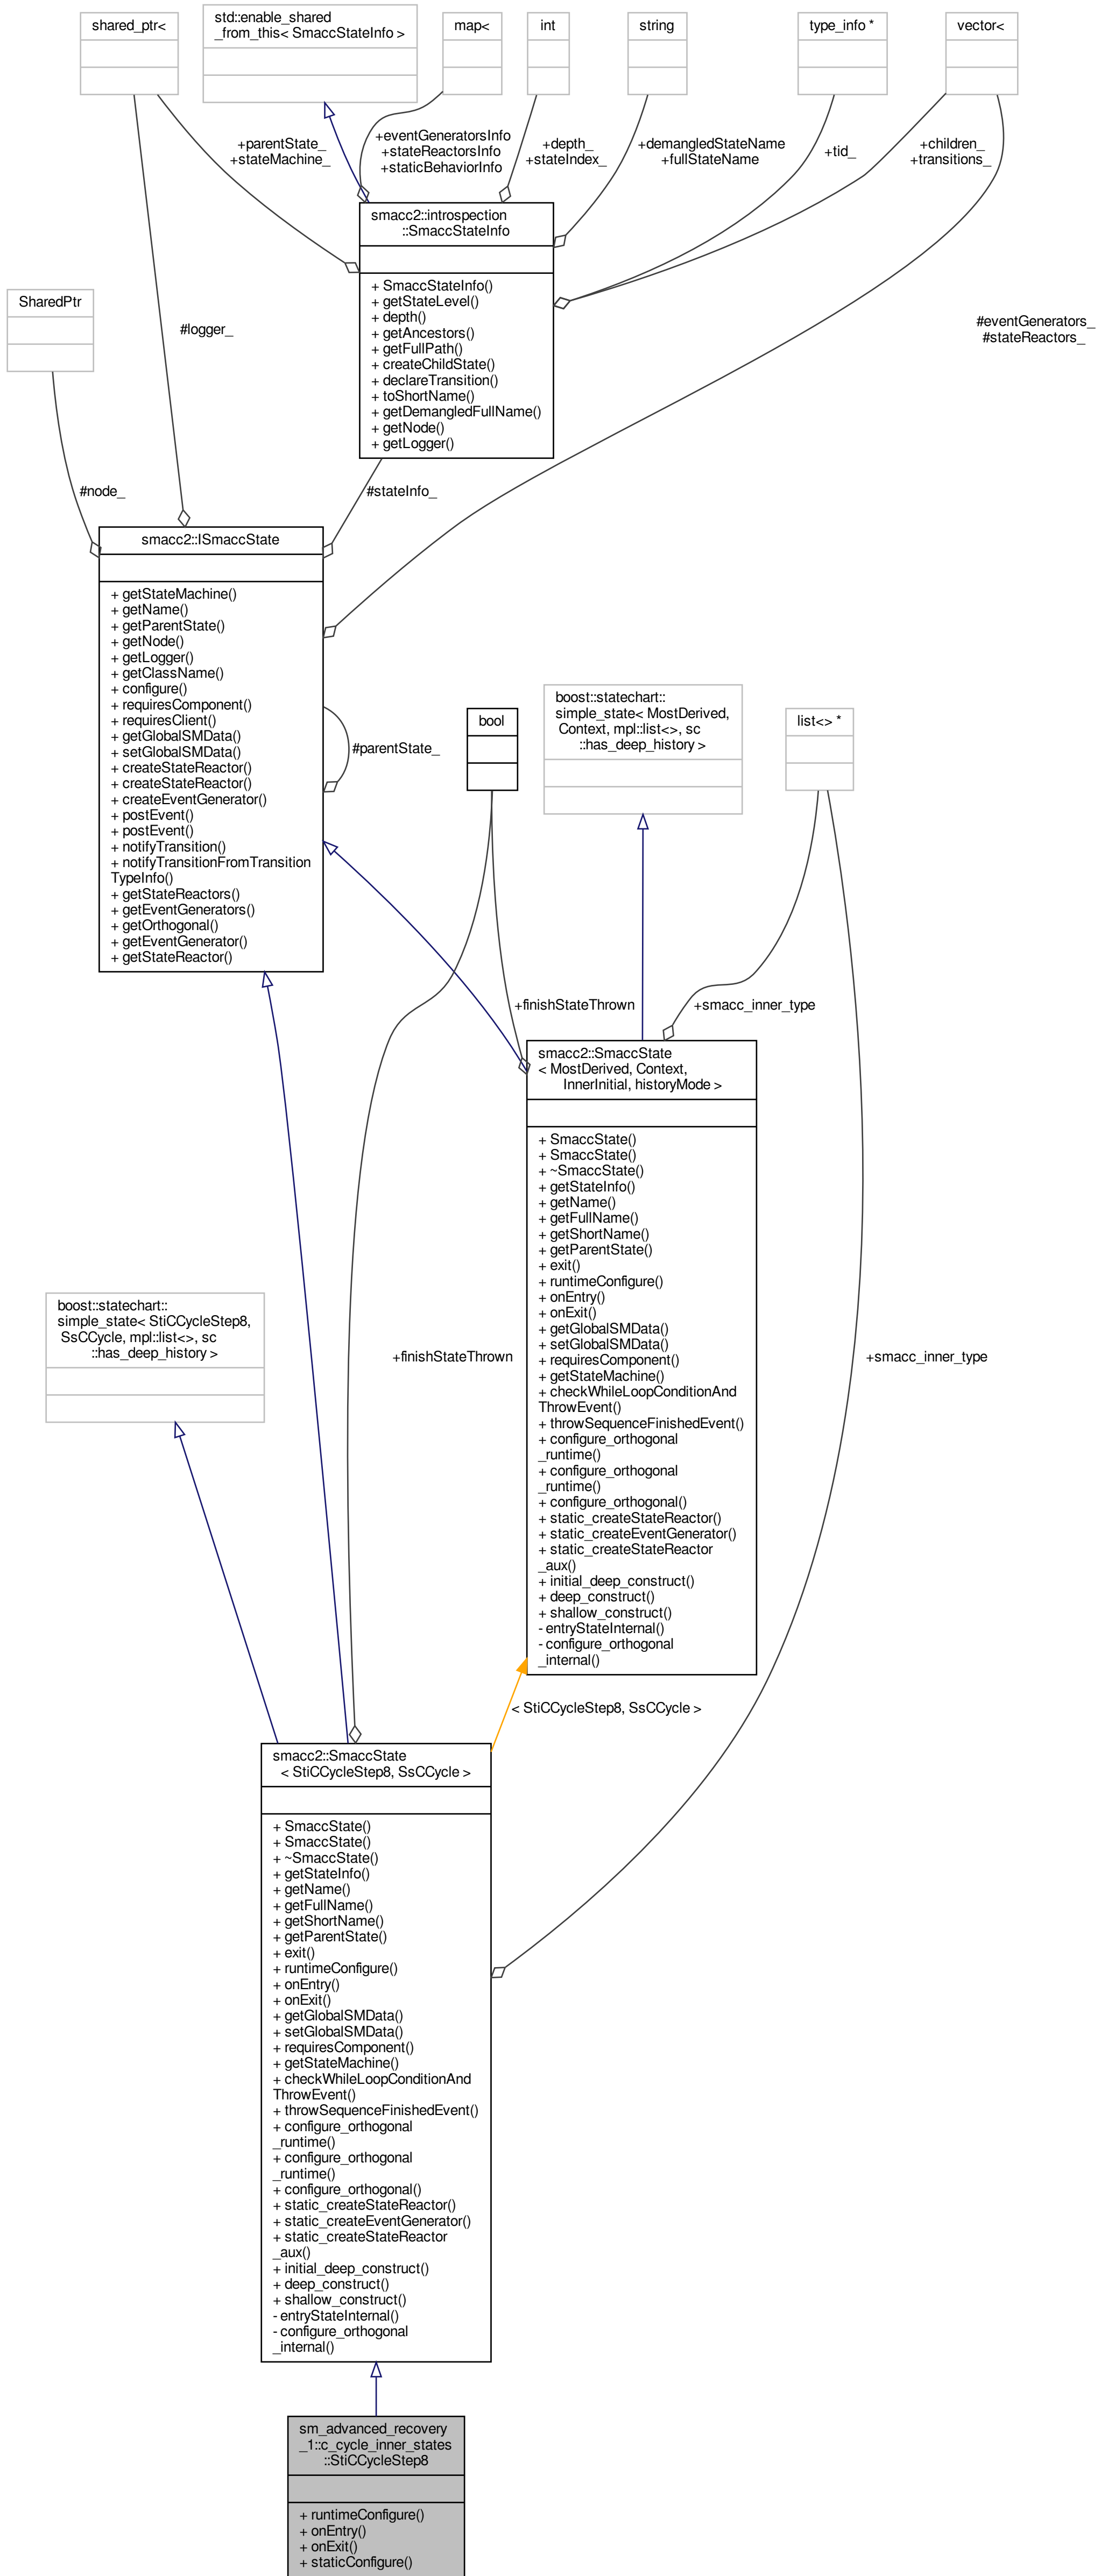 shared_ptr<
std::enable_shared
_from_this< SmaccStateInfo >
map<
int
string
type_info *
vector<
+parentState_
+stateMachine_
+eventGeneratorsInfo
+stateReactorsInfo
+staticBehaviorInfo
+depth_
+stateIndex_
+demangledStateName
+fullStateName
+tid_
+children_
+transitions_
smacc2::introspection
::SmaccStateInfo
+ SmaccStateInfo()
+ getStateLevel()
+ depth()
+ getAncestors()
+ getFullPath()
+ createChildState()
+ declareTransition()
+ toShortName()
+ getDemangledFullName()
+ getNode()
+ getLogger()
SharedPtr
#logger_
#eventGenerators_
#stateReactors_
#node_
#stateInfo_
smacc2::ISmaccState
+ getStateMachine()
+ getName()
+ getParentState()
+ getNode()
+ getLogger()
+ getClassName()
+ configure()
+ requiresComponent()
+ requiresClient()
+ getGlobalSMData()
+ setGlobalSMData()
+ createStateReactor()
+ createStateReactor()
+ createEventGenerator()
+ postEvent()
+ postEvent()
+ notifyTransition()
+ notifyTransitionFromTransition
TypeInfo()
+ getStateReactors()
+ getEventGenerators()
+ getOrthogonal()
+ getEventGenerator()
+ getStateReactor()
#parentState_
bool
boost::statechart::
simple_state< MostDerived,
Context, mpl::list<>, sc
::has_deep_history >
list<> *
+finishStateThrown
+smacc_inner_type
smacc2::SmaccState
< MostDerived, Context,
InnerInitial, historyMode >
+ SmaccState()
+ SmaccState()
+ ~SmaccState()
+ getStateInfo()
+ getName()
+ getFullName()
+ getShortName()
+ getParentState()
+ exit()
+ runtimeConfigure()
+ onEntry()
+ onExit()
+ getGlobalSMData()
+ setGlobalSMData()
+ requiresComponent()
+ getStateMachine()
+ checkWhileLoopConditionAnd
ThrowEvent()
+ throwSequenceFinishedEvent()
+ configure_orthogonal
_runtime()
+ configure_orthogonal
_runtime()
+ configure_orthogonal()
+ static_createStateReactor()
+ static_createEventGenerator()
+ static_createStateReactor
_aux()
+ initial_deep_construct()
+ deep_construct()
+ shallow_construct()
- entryStateInternal()
- configure_orthogonal
_internal()
boost::statechart::
simple_state< StiCCycleStep8,
SsCCycle, mpl::list<>, sc
::has_deep_history >
+finishStateThrown
+smacc_inner_type
< StiCCycleStep8, SsCCycle >
smacc2::SmaccState
< StiCCycleStep8, SsCCycle >
+ SmaccState()
+ SmaccState()
+ ~SmaccState()
+ getStateInfo()
+ getName()
+ getFullName()
+ getShortName()
+ getParentState()
+ exit()
+ runtimeConfigure()
+ onEntry()
+ onExit()
+ getGlobalSMData()
+ setGlobalSMData()
+ requiresComponent()
+ getStateMachine()
+ checkWhileLoopConditionAnd
ThrowEvent()
+ throwSequenceFinishedEvent()
+ configure_orthogonal
_runtime()
+ configure_orthogonal
_runtime()
+ configure_orthogonal()
+ static_createStateReactor()
+ static_createEventGenerator()
+ static_createStateReactor
_aux()
+ initial_deep_construct()
+ deep_construct()
+ shallow_construct()
- entryStateInternal()
- configure_orthogonal
_internal()
sm_advanced_recovery
_1::c_cycle_inner_states
::StiCCycleStep8
+ runtimeConfigure()
+ onEntry()
+ onExit()
+ staticConfigure()